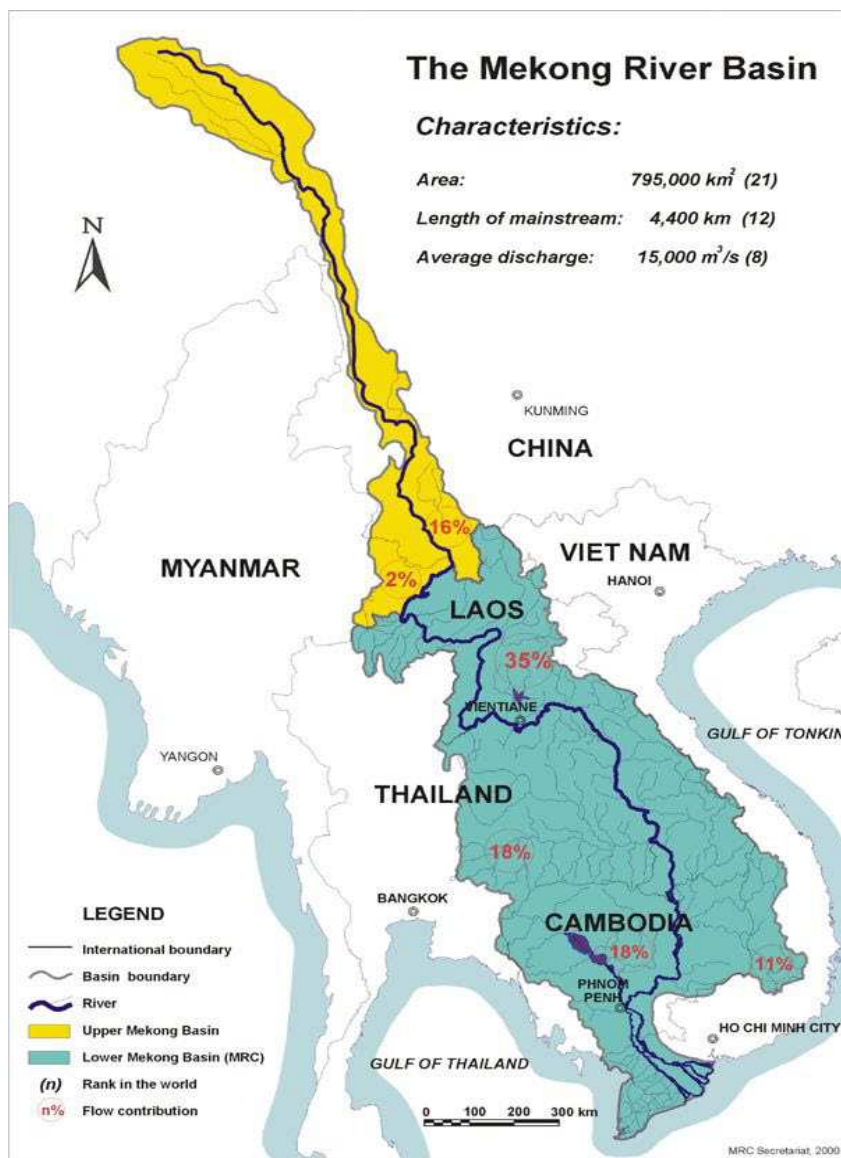 The Mekong River Basin
Characteristics:
Area: 795,000 km² (21)
Length of mainstream: 4,400 km (12)
Average discharge: 15,000 m³/s (8)
N
KUNMING
CHINA
16%
MYANMAR
2%
VIET NAM
HANOI
LAOS
35%
VIENTIANE
GULF OF TONKIN
YANGON
THAILAND
18%
BANGKOK
CAMBODIA
18%
11%
PHNOM
PENH
HO CHI MINH CITY
GULF OF THAILAND
LEGEND
International boundary
Basin boundary
River
Upper Mekong Basin
Lower Mekong Basin (MRC)
(n) Rank in the world
n% Flow contribution
0 100 200 300 km
MRC Secretariat, 2000